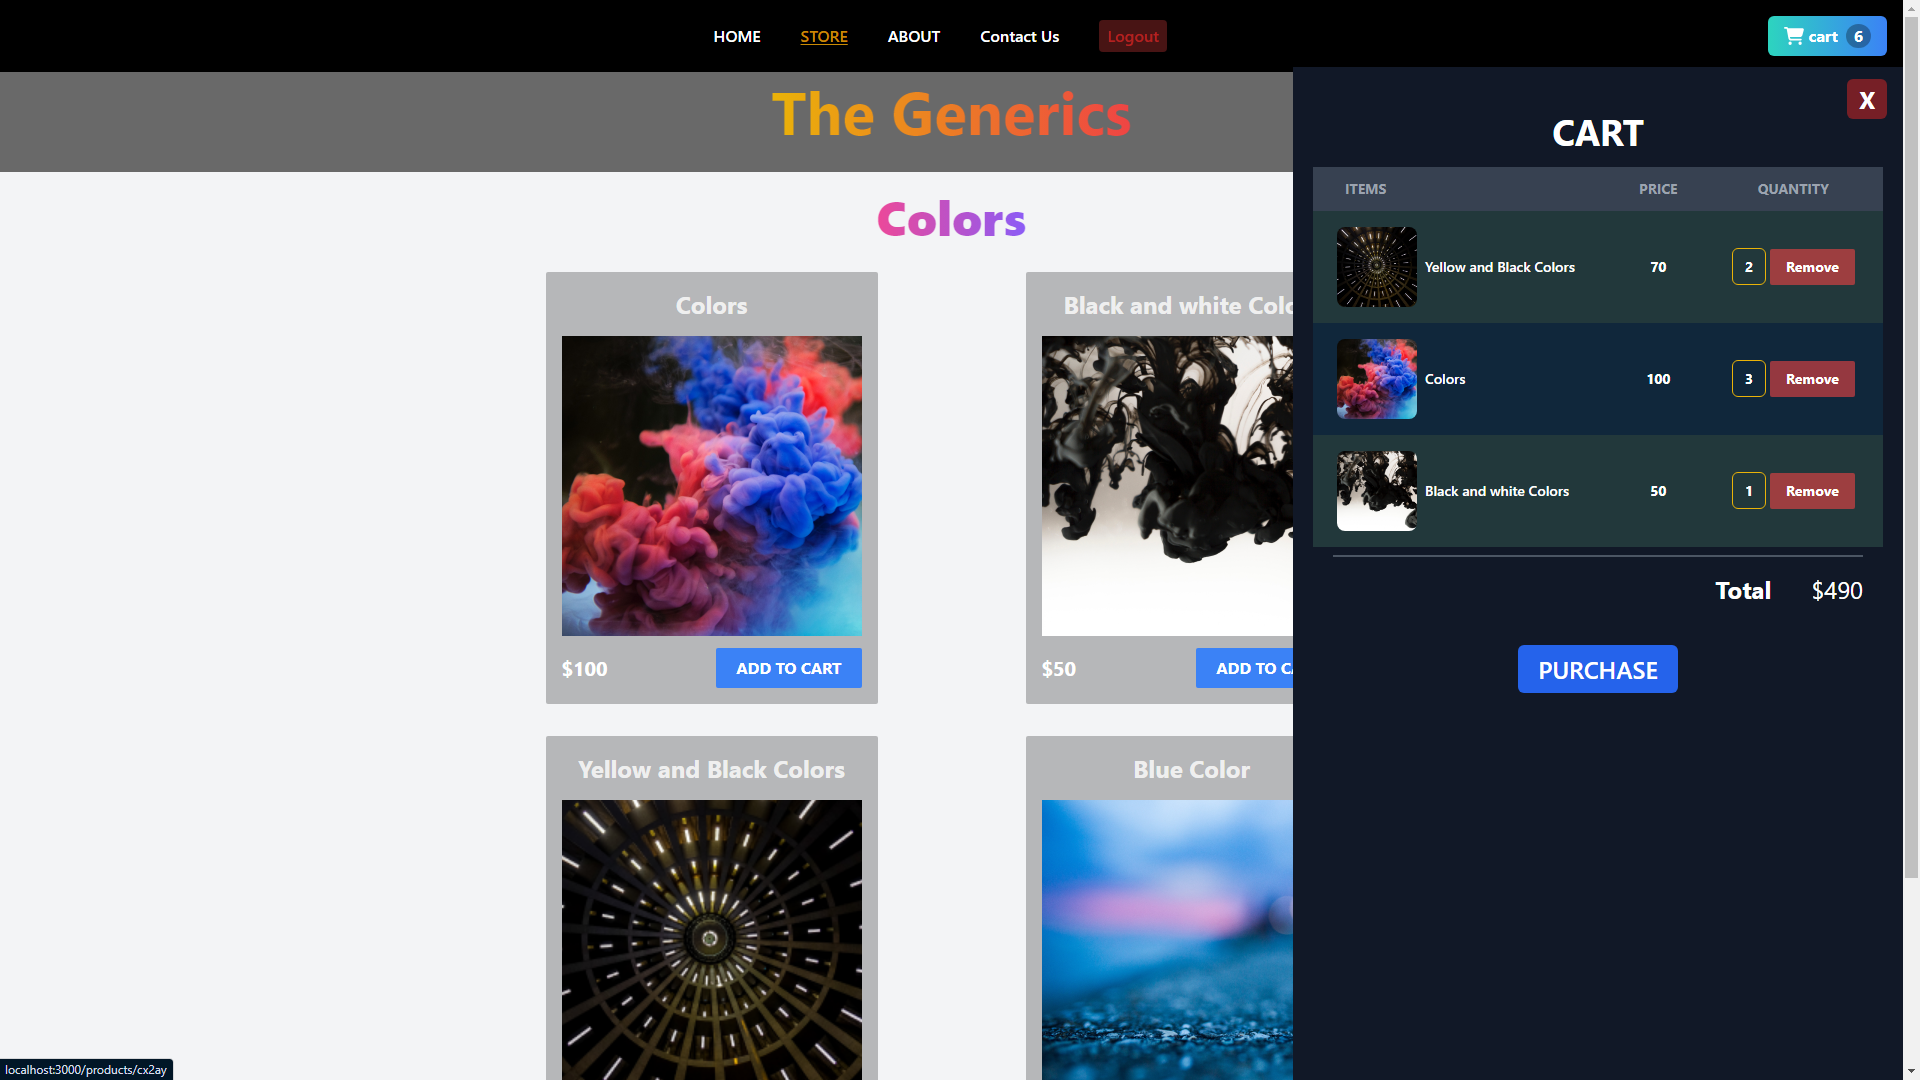 HOME STORE ABOUT Contact Us Logout cart 6
The Generics
Colors
Colors
Black and white Colo
$100 ADD TO CART
$50 ADD TO CA
Yellow and Black Colors
Blue Color
X
CART
ITEMS PRICE QUANTITY
Yellow and Black Colors 70 2 Remove
Colors 100 3 Remove
Black and white Colors 50 1 Remove
Total $490
PURCHASE
localhost:3000/products/cx2ay